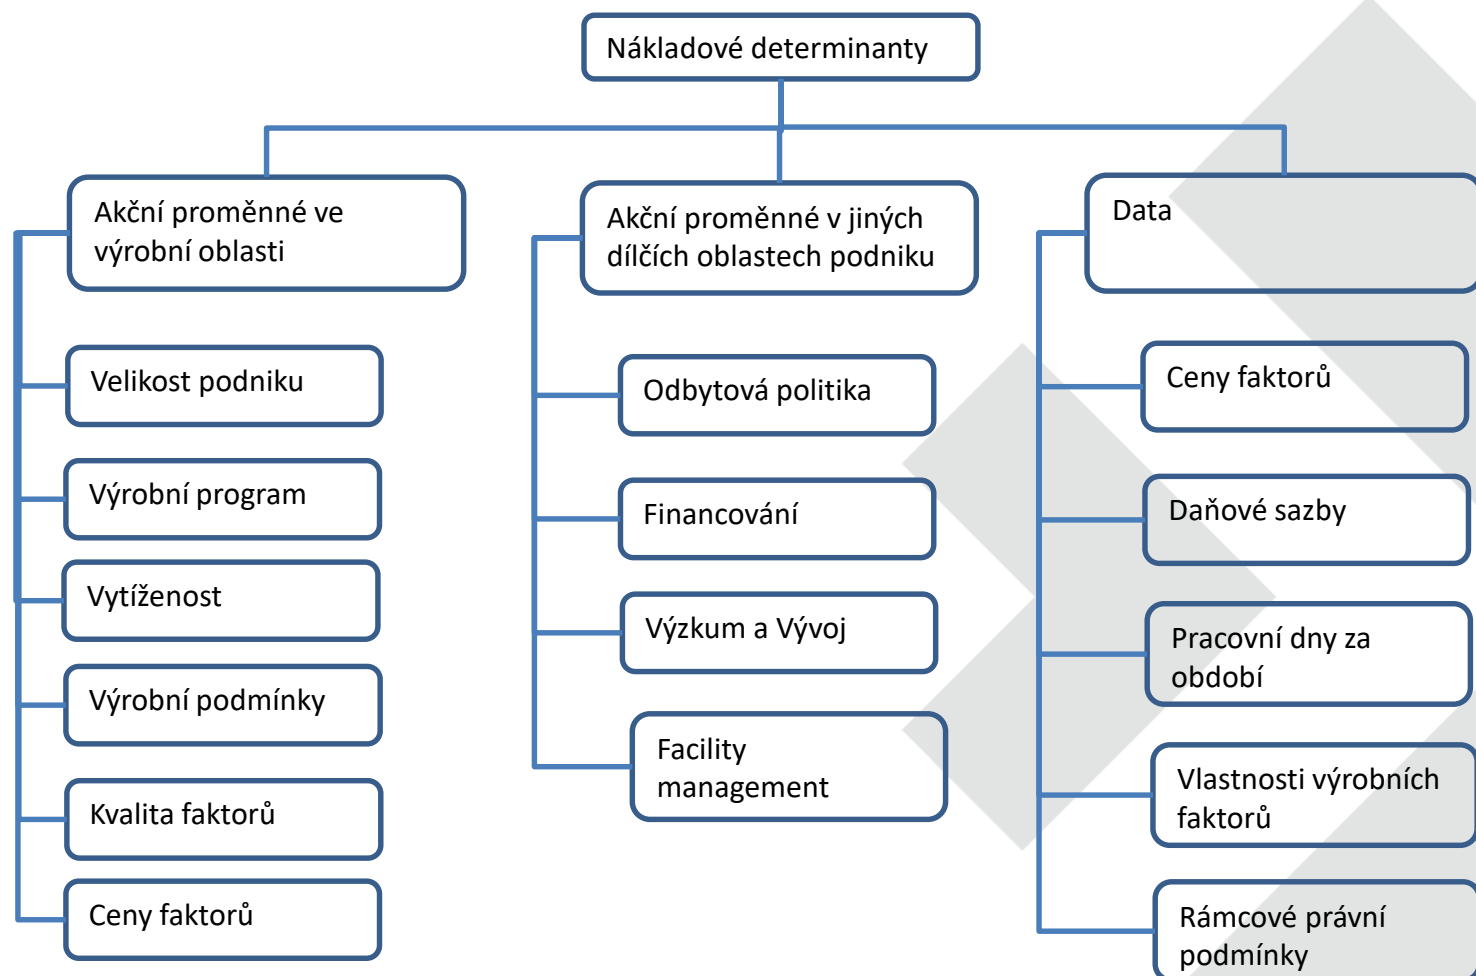 Nákladové determinanty
Akční proměnné ve
výrobní oblasti
Velikost podniku
Výrobní program
Vytíženost
Výrobní podmínky
Kvalita faktorů
Ceny faktorů
Akční proměnné v jiných
dílčích oblastech podniku
Odbytová politika
Financování
Výzkum a Vývoj
Facility
management
Data
Ceny faktorů
Daňové sazby
Pracovní dny za
období
Vlastnosti výrobních
faktorů
Rámcové právní
podmínky